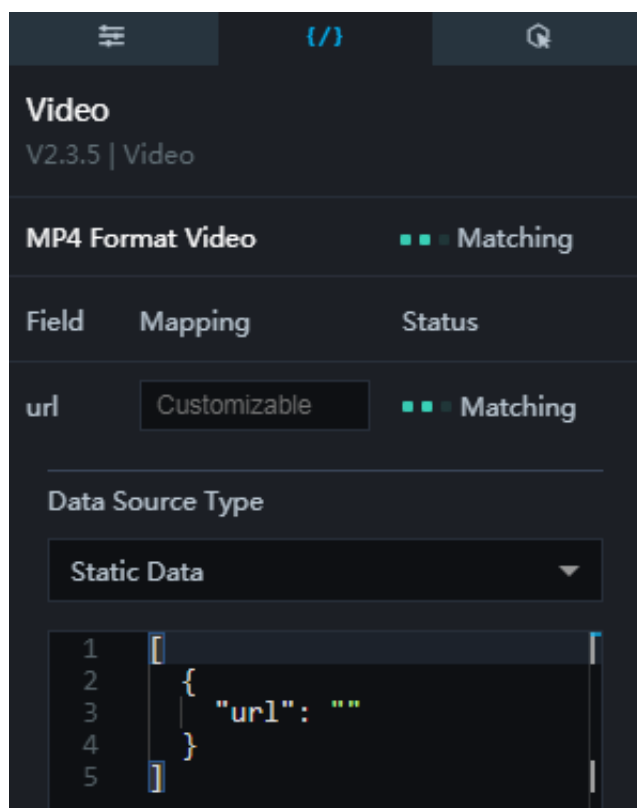 {/}
Video
V2.3.5 | Video
MP4 Format Video Matching
Field Mapping Status
url Customizable Matching
Data Source Type
Static Data
1 [
2 {
3 "url": ""
4 }
5 ]